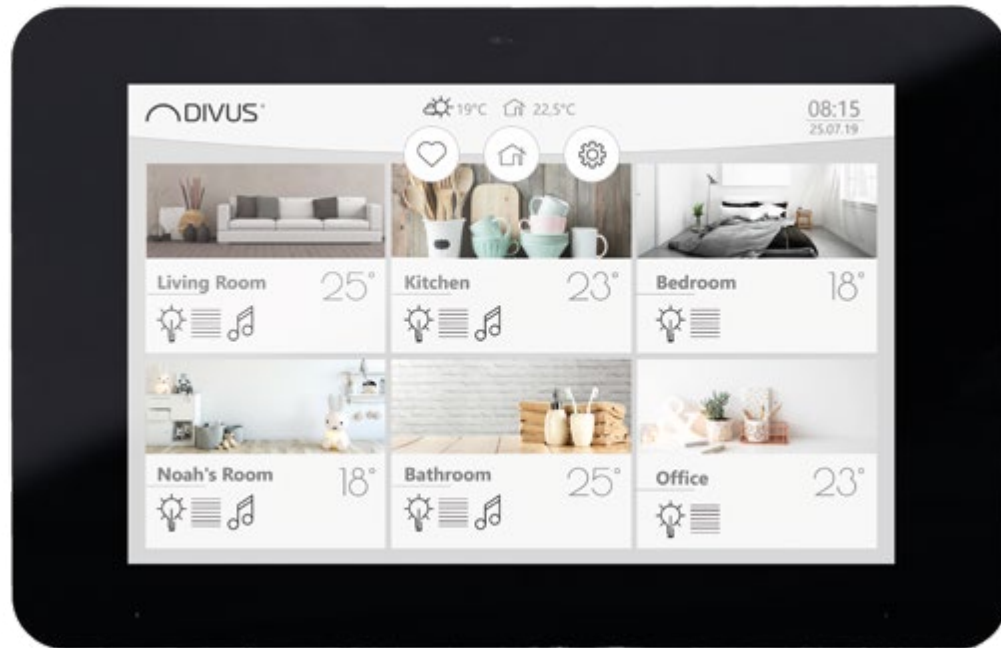 DIVUS
19°C 22,5°C
08:15
25.07.19
Living Room 25°
Kitchen 23°
Bedroom 18°
Noah's Room 18°
Bathroom 25°
Office 23°